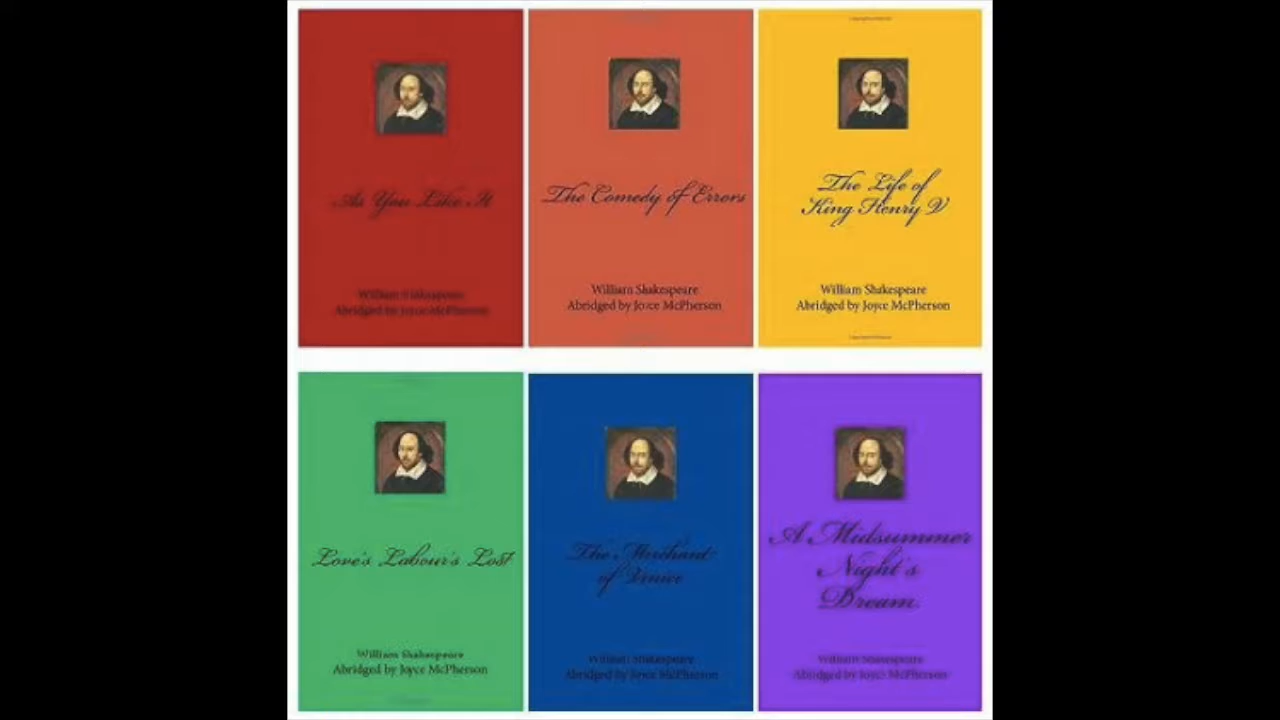 As You Like It
William Shakespeare
Abridged by Joyce McPherson
The Comedy of Errors
William Shakespeare
Abridged by Joyce McPherson
The Life of
King Henry V
William Shakespeare
Abridged by Joyce McPherson
Love's Labour's Lost
William Shakespeare
Abridged by Joyce McPherson
The Merchant
of Venice
William Shakespeare
Abridged by Joyce McPherson
A Midsummer
Night's
Dream
William Shakespeare
Abridged by Joyce McPherson